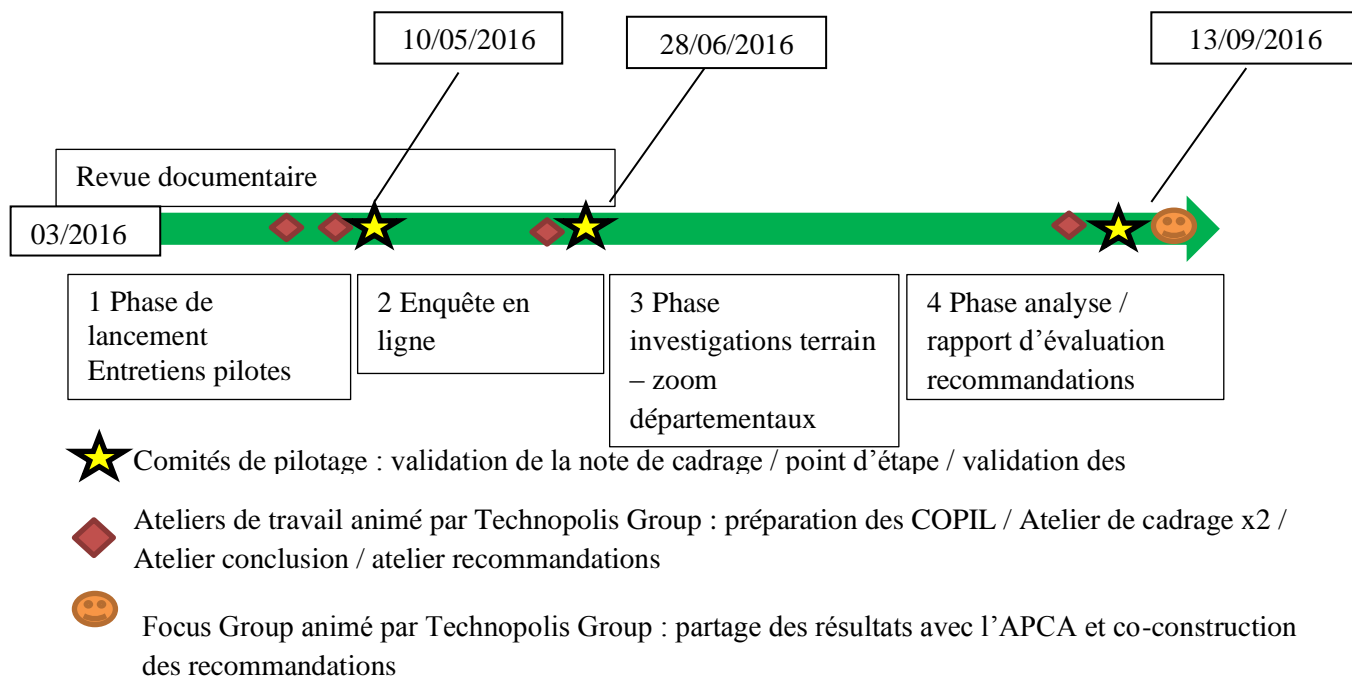 10/05/2016
28/06/2016
13/09/2016
Revue documentaire
03/2016
1 Phase de
lancement
Entretiens pilotes
2 Enquête en
ligne
3 Phase
investigations terrain
– zoom
départementaux
4 Phase analyse /
rapport d’évaluation
recommandations
Comités de pilotage : validation de la note de cadrage / point d’étape / validation des
Ateliers de travail animé par Technopolis Group : préparation des COPIL / Atelier de cadrage x2 /
Atelier conclusion / atelier recommandations
Focus Group animé par Technopolis Group : partage des résultats avec l’APCA et co-construction
des recommandations